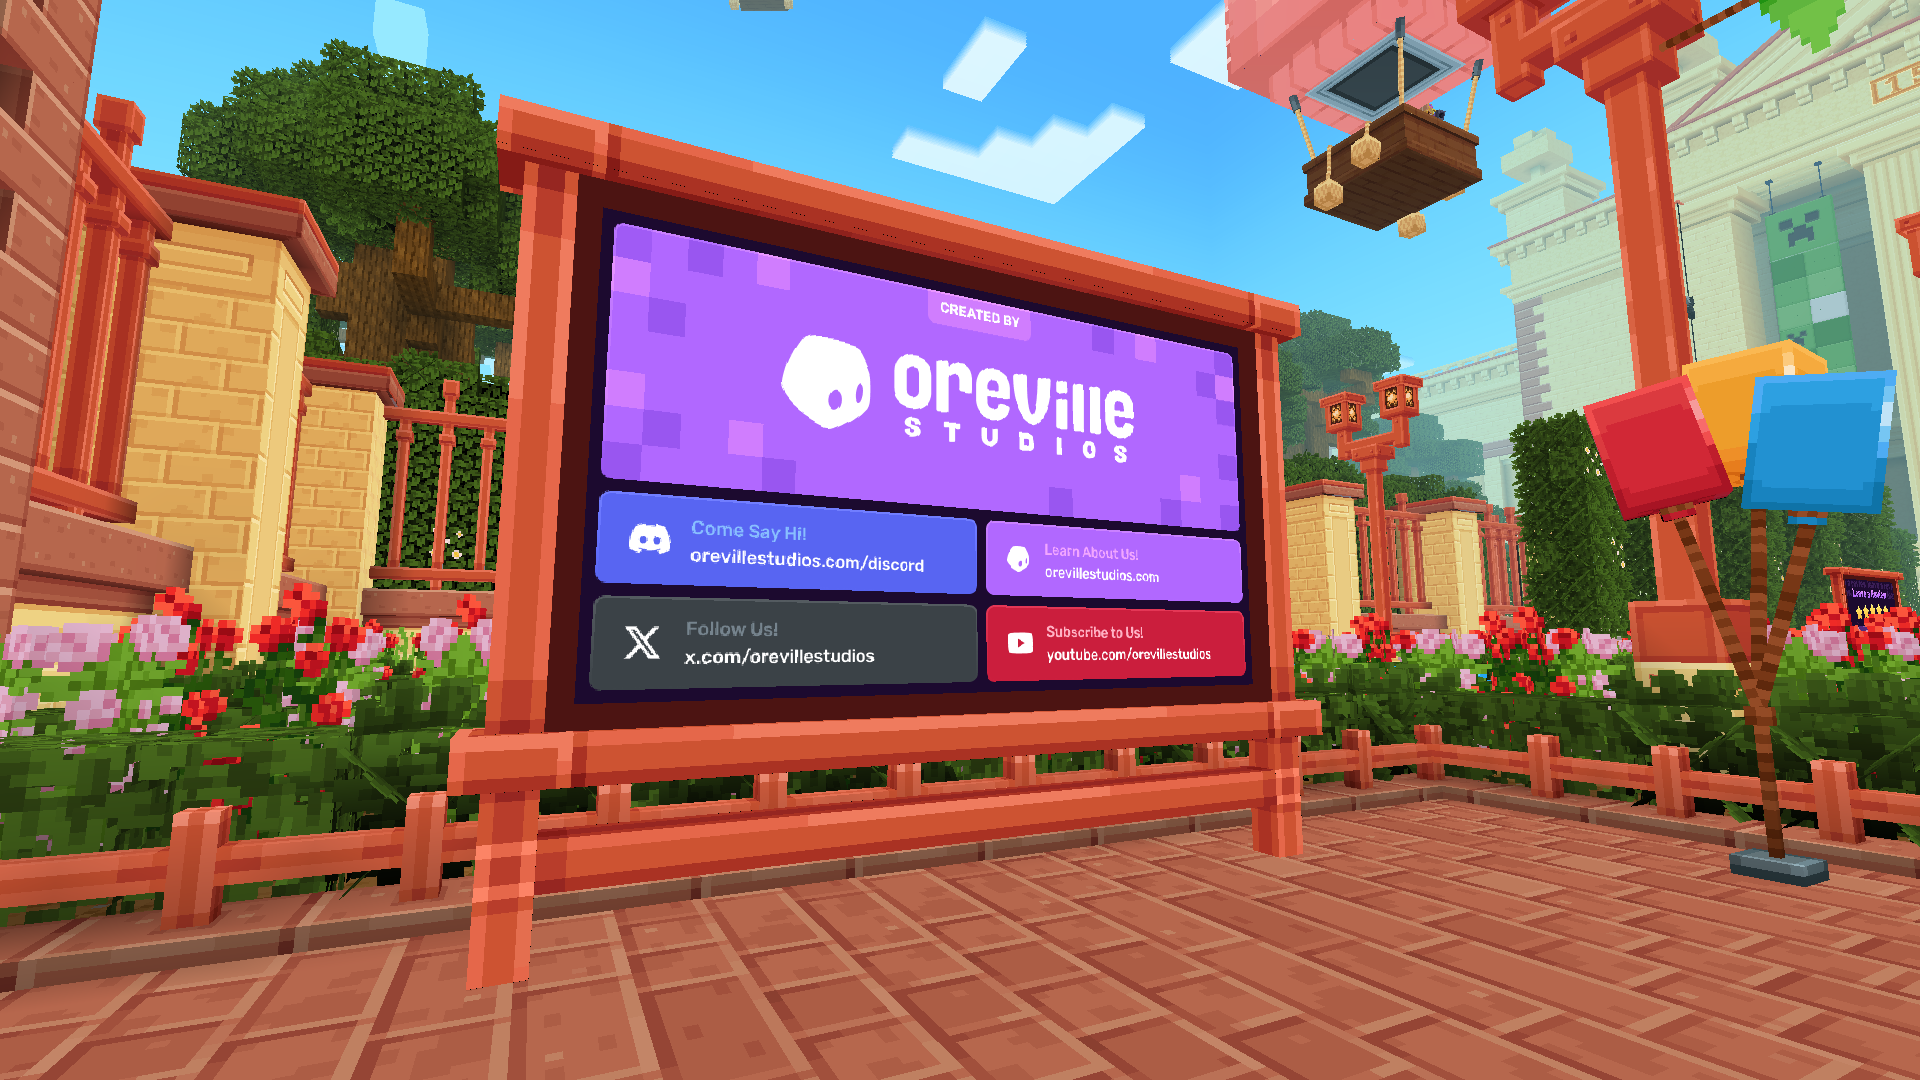 CREATED BY
oreville
STUDIOS
Come Say Hi!
orevillestudios.com/discord
Learn About Us!
orevillestudios.com
Follow Us!
x.com/orevillestudios
Subscribe to Us!
youtube.com/orevillestudios